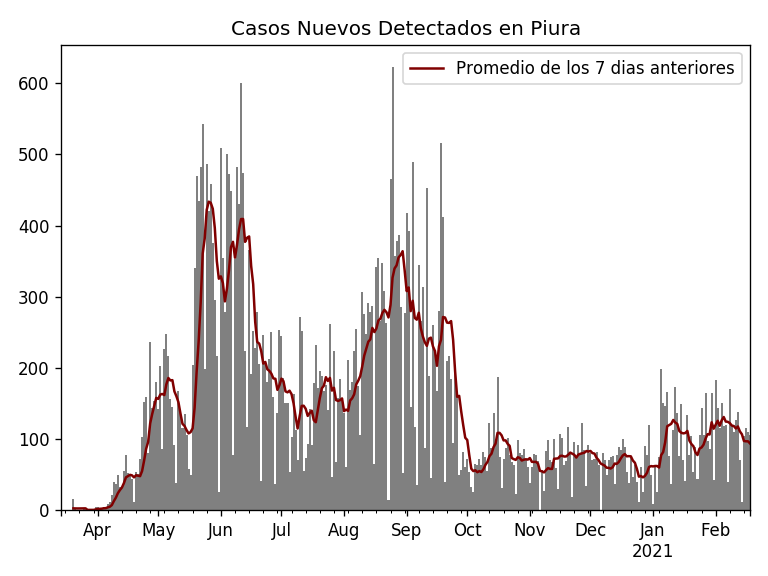 Casos Nuevos Detectados en Piura
Promedio de los 7 dias anteriores
600
500
400
300
200
100
0
Apr May Jun Jul Aug Sep Oct Nov Dec Jan Feb
2021